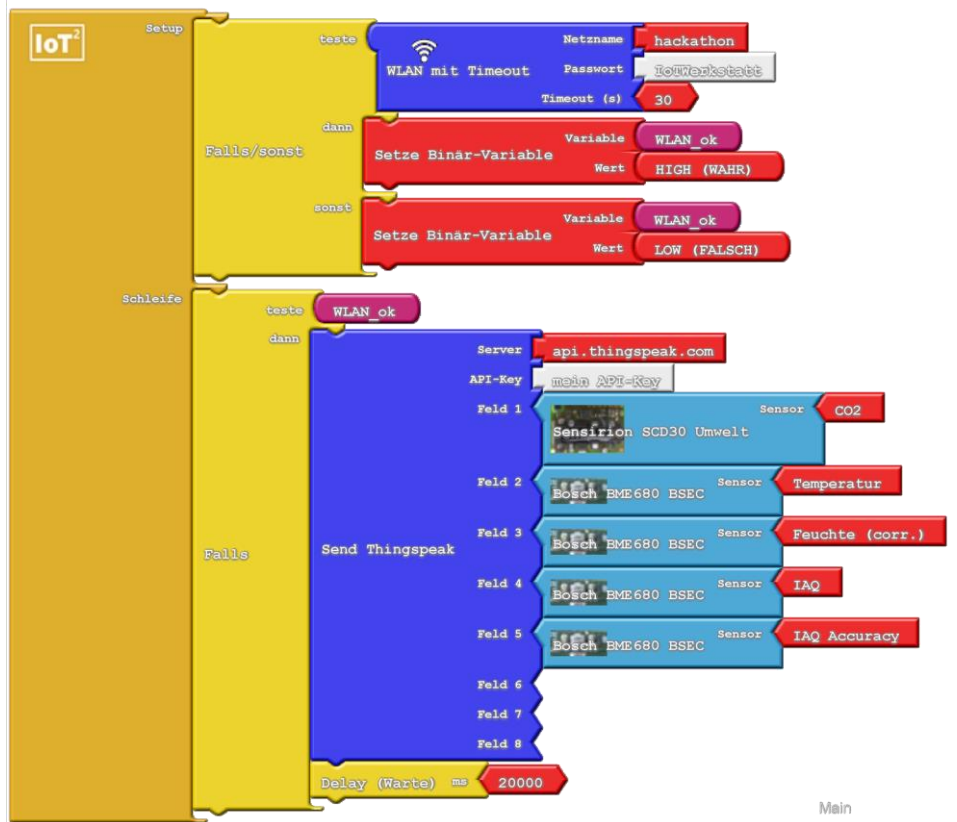 IoT²
Setup
teste
WLAN mit Timeout
Netzname
hackathon
Passwort
IoTWerkstatt
Timeout (s)
30
Falls/sonst
dann
Setze Binär-Variable
Variable
WLAN_ok
Wert
HIGH (WAHR)
sonst
Setze Binär-Variable
Variable
WLAN_ok
Wert
LOW (FALSCH)
Schleife
Falls
teste
WLAN_ok
dann
Send Thingspeak
Server
api.thingspeak.com
API-Key
mein API-Key
Feld 1
Sensirion SCD30 Umwelt
Sensor
CO2
Feld 2
Bosch BME680 BSEC
Sensor
Temperatur
Feld 3
Bosch BME680 BSEC
Sensor
Feuchte (corr.)
Feld 4
Bosch BME680 BSEC
Sensor
IAQ
Feld 5
Bosch BME680 BSEC
Sensor
IAQ Accuracy
Feld 6
Feld 7
Feld 8
Delay (Warte) ms
20000
Main